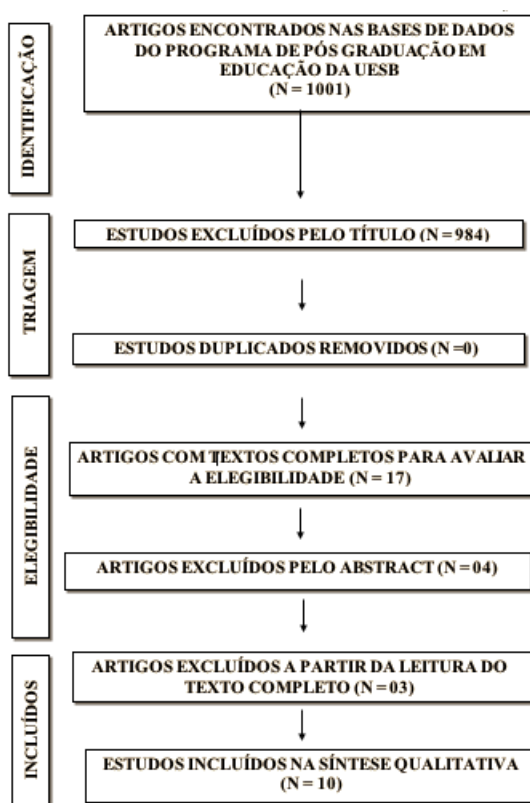 IDENTIFICAÇÃO
ARTIGOS ENCONTRADOS NAS BASES DE DADOS
DO PROGRAMA DE PÓS GRADUAÇÃO EM
EDUCAÇÃO DA UESB
(N = 1001)
TRIAGEM
ESTUDOS EXCLUÍDOS PELO TÍTULO (N = 984)
ESTUDOS DUPLICADOS REMOVIDOS (N =0)
ELEGIBILIDADE
ARTIGOS COM TEXTOS COMPLETOS PARA AVALIAR
A ELEGIBILIDADE (N = 17)
ARTIGOS EXCLUÍDOS PELO ABSTRACT (N = 04)
INCLUÍDOS
ARTIGOS EXCLUÍDOS A PARTIR DA LEITURA DO
TEXTO COMPLETO (N = 03)
ESTUDOS INCLUÍDOS NA SÍNTESE QUALITATIVA
(N = 10)